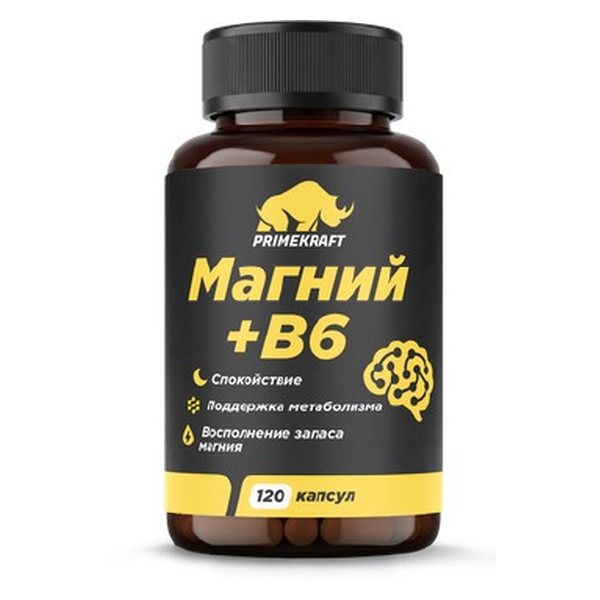 PRIMEKRAFT
Магний
+B6
Спокойствие
Поддержка метаболизма
Восполнение запаса
магния
120 капсул